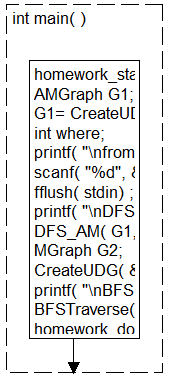 int main( )
homework_sta
AMGraph G1;
G1= CreateUD
int where;
printf( "\nfrom
scanf( "%d", &
fflush( stdin) ;
printf( "\nDFS
DFS_AM( G1,
MGraph G2;
CreateUDG( &
printf( "\nBFS
BFSTraverse(
homework_do